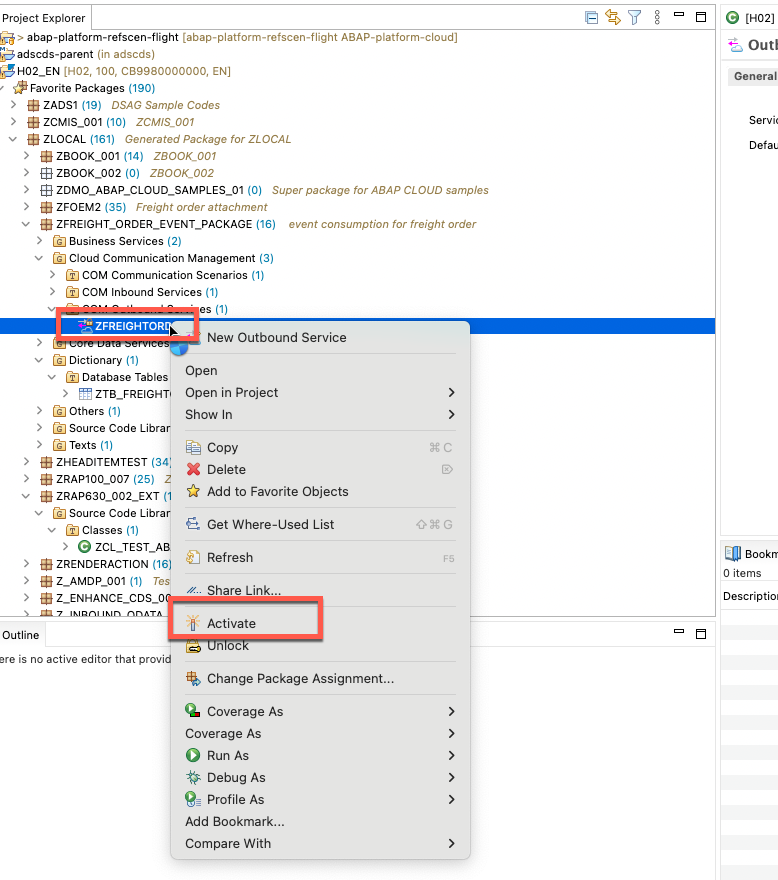 Project Explorer
> abap-platform-refscen-flight [abap-platform-refscen-flight ABAP-platform-cloud]
adscds-parent (in adscds)
H02_EN [H02, 100, CB9980000000, EN]
Favorite Packages (190)
ZADS1 (19) DSAG Sample Codes
ZCMIS_001 (10) ZCMIS_001
ZLOCAL (161) Generated Package for ZLOCAL
ZBOOK_001 (14) ZBOOK_001
ZBOOK_002 (0) ZBOOK_002
ZDMO_ABAP_CLOUD_SAMPLES_01 (0) Super package for ABAP CLOUD samples
ZFOEM2 (35) Freight order attachment
ZFREIGHT_ORDER_EVENT_PACKAGE (16) event consumption for freight order
Business Services (2)
Cloud Communication Management (3)
COM Communication Scenarios (1)
COM Inbound Services (1)
COM Outbound Services (1)
ZFREIGHTORD
Core Data Services
Dictionary (1)
Database Tables
ZTB_FREIGHT
Others (1)
Source Code Librar
Texts (1)
ZHEADITEMTEST (34)
ZRAP100_007 (25) Z
ZRAP630_002_EXT (1
Source Code Librar
Classes (1)
ZCL_TEST_AB
ZRENDERACTION (16)
Z_AMDP_001 (1) Tes
Z_ENHANCE_CDS_00
Z_INBOUND_ODATA
New Outbound Service
Open
Open in Project
Show In
Copy ⌘ C
Delete ⌦
Add to Favorite Objects
Get Where-Used List ⇧⌘ G
Refresh F5
Share Link...
Activate
Unlock
Change Package Assignment...
Coverage As
Coverage As
Run As
Debug As
Profile As
Add Bookmark...
Compare With
Outline
ere is no active editor that provid
[H02]
Outb
General
Servic
Defau
Bookm
0 items
Description